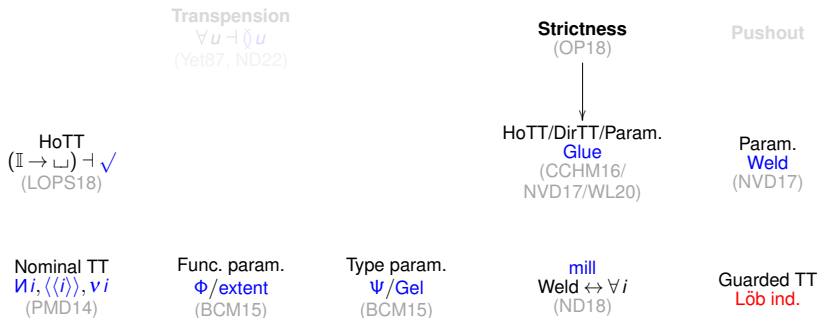 Transpension
∀u ⊣ ≬u
(Yet87, ND22)
Strictness
(OP18)
Pushout
HoTT
(𝕀 → ␣) ⊣ √
(LOPS18)
HoTT/DirTT/Param.
Glue
(CCHM16/
NVD17/WL20)
Param.
Weld
(NVD17)
Nominal TT
Иi, ⟨⟨i⟩⟩, νi
(PMD14)
Func. param.
Φ/extent
(BCM15)
Type param.
Ψ/Gel
(BCM15)
mill
Weld ↔ ∀i
(ND18)
Guarded TT
Löb ind.